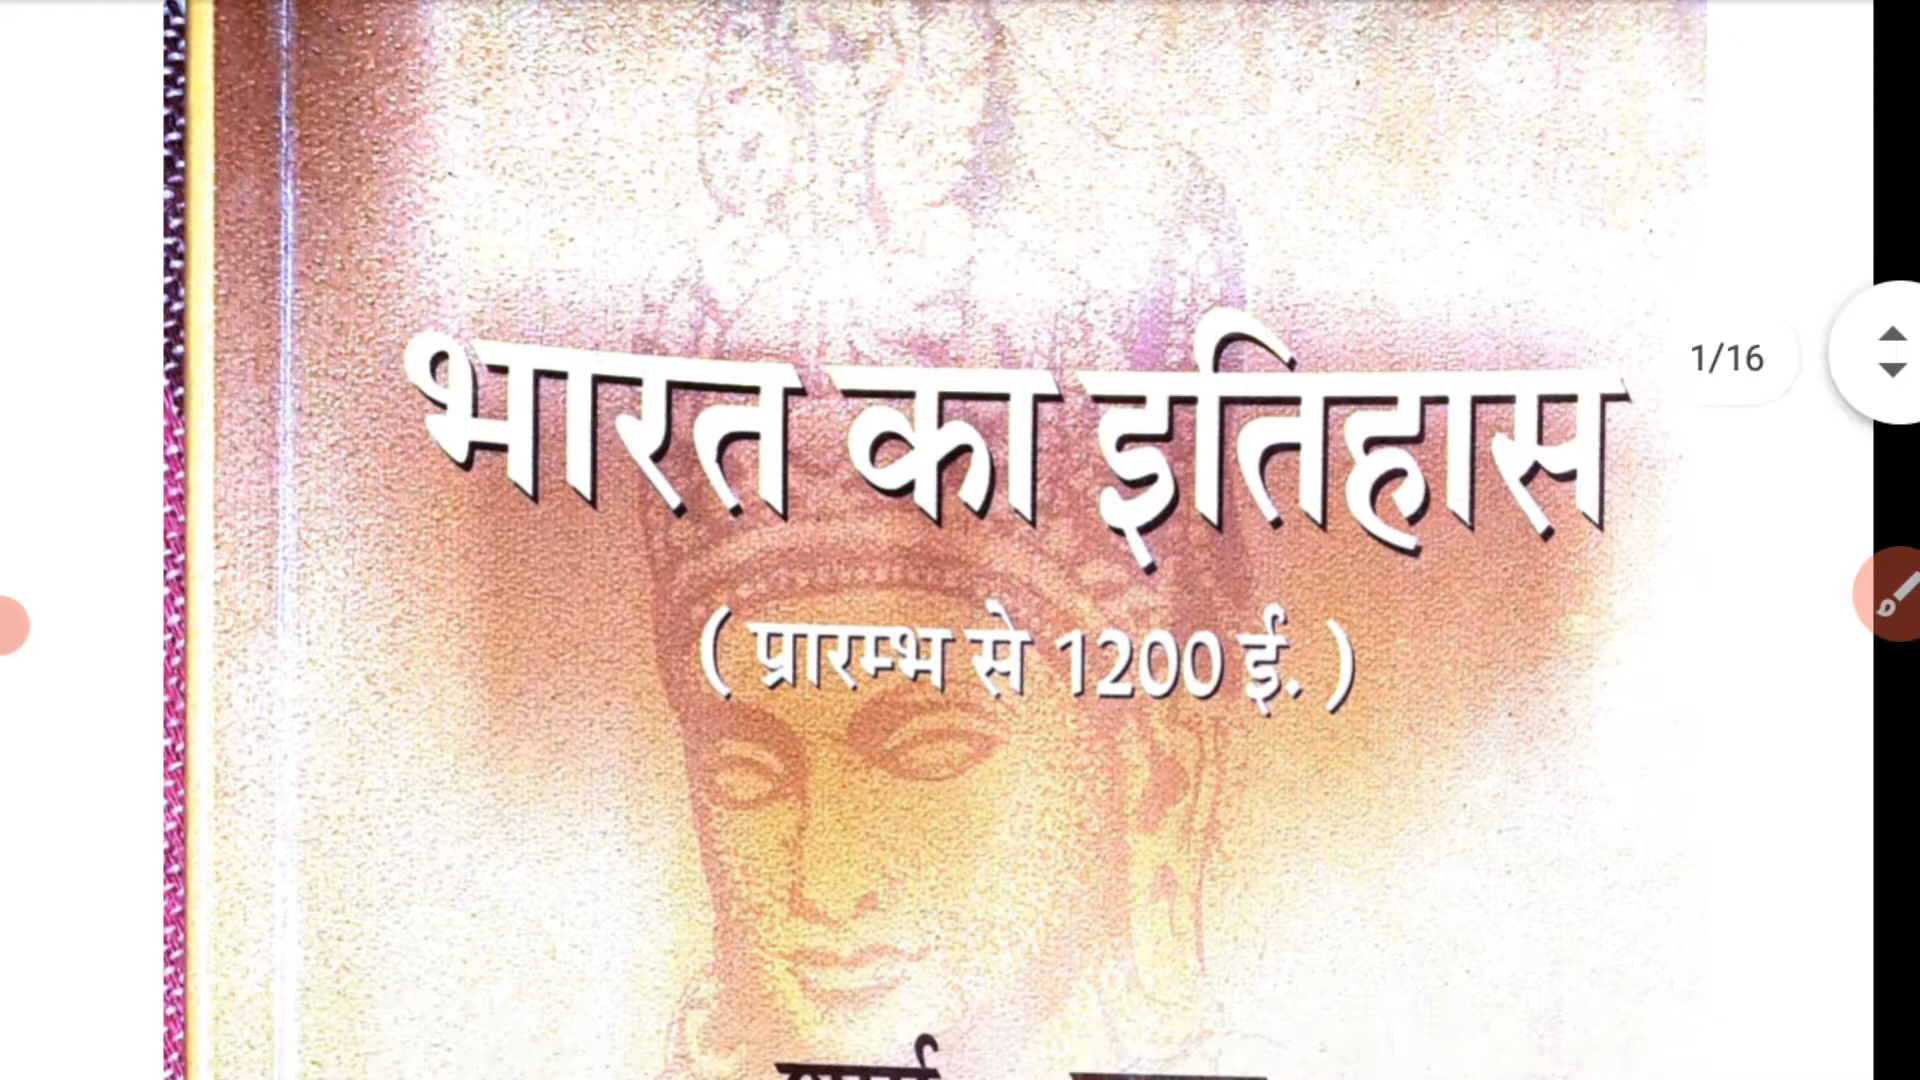 भारत का इतिहास
1/16
( प्रारम्भ से 1200 ई. )